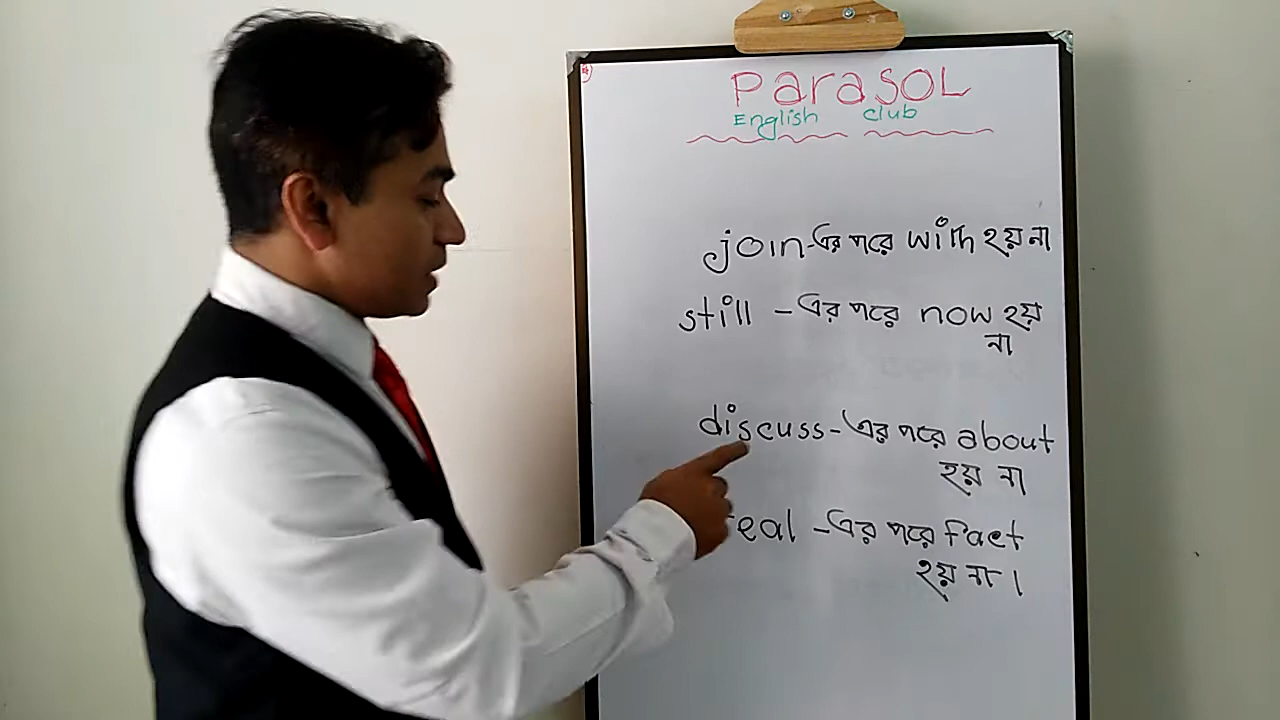 Parasol
English club
join-এর পরে with হয় না
still - এর পরে now হয়
না
discuss-এর পরে about
হয় না
real - এর পরে fact
হয় না।